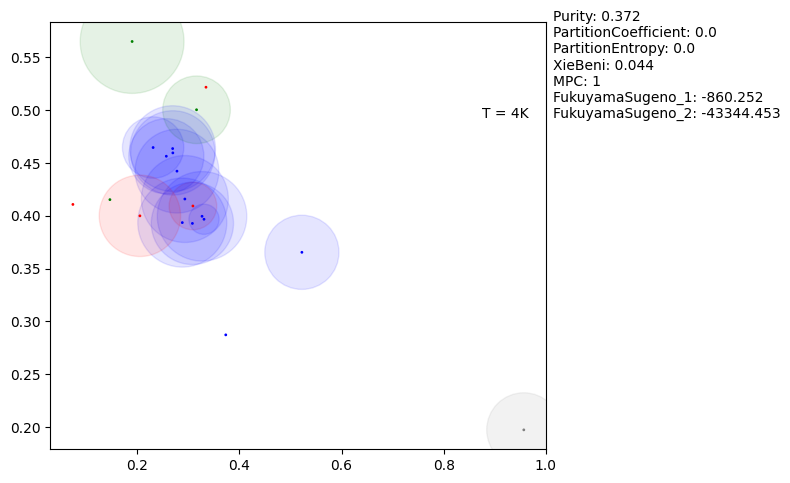 Purity: 0.372
PartitionCoefficient: 0.0
PartitionEntropy: 0.0
XieBeni: 0.044
MPC: 1
FukuyamaSugeno_1: -860.252
FukuyamaSugeno_2: -43344.453
T = 4K
0.55
0.50
0.45
0.40
0.35
0.30
0.25
0.20
0.2 0.4 0.6 0.8 1.0